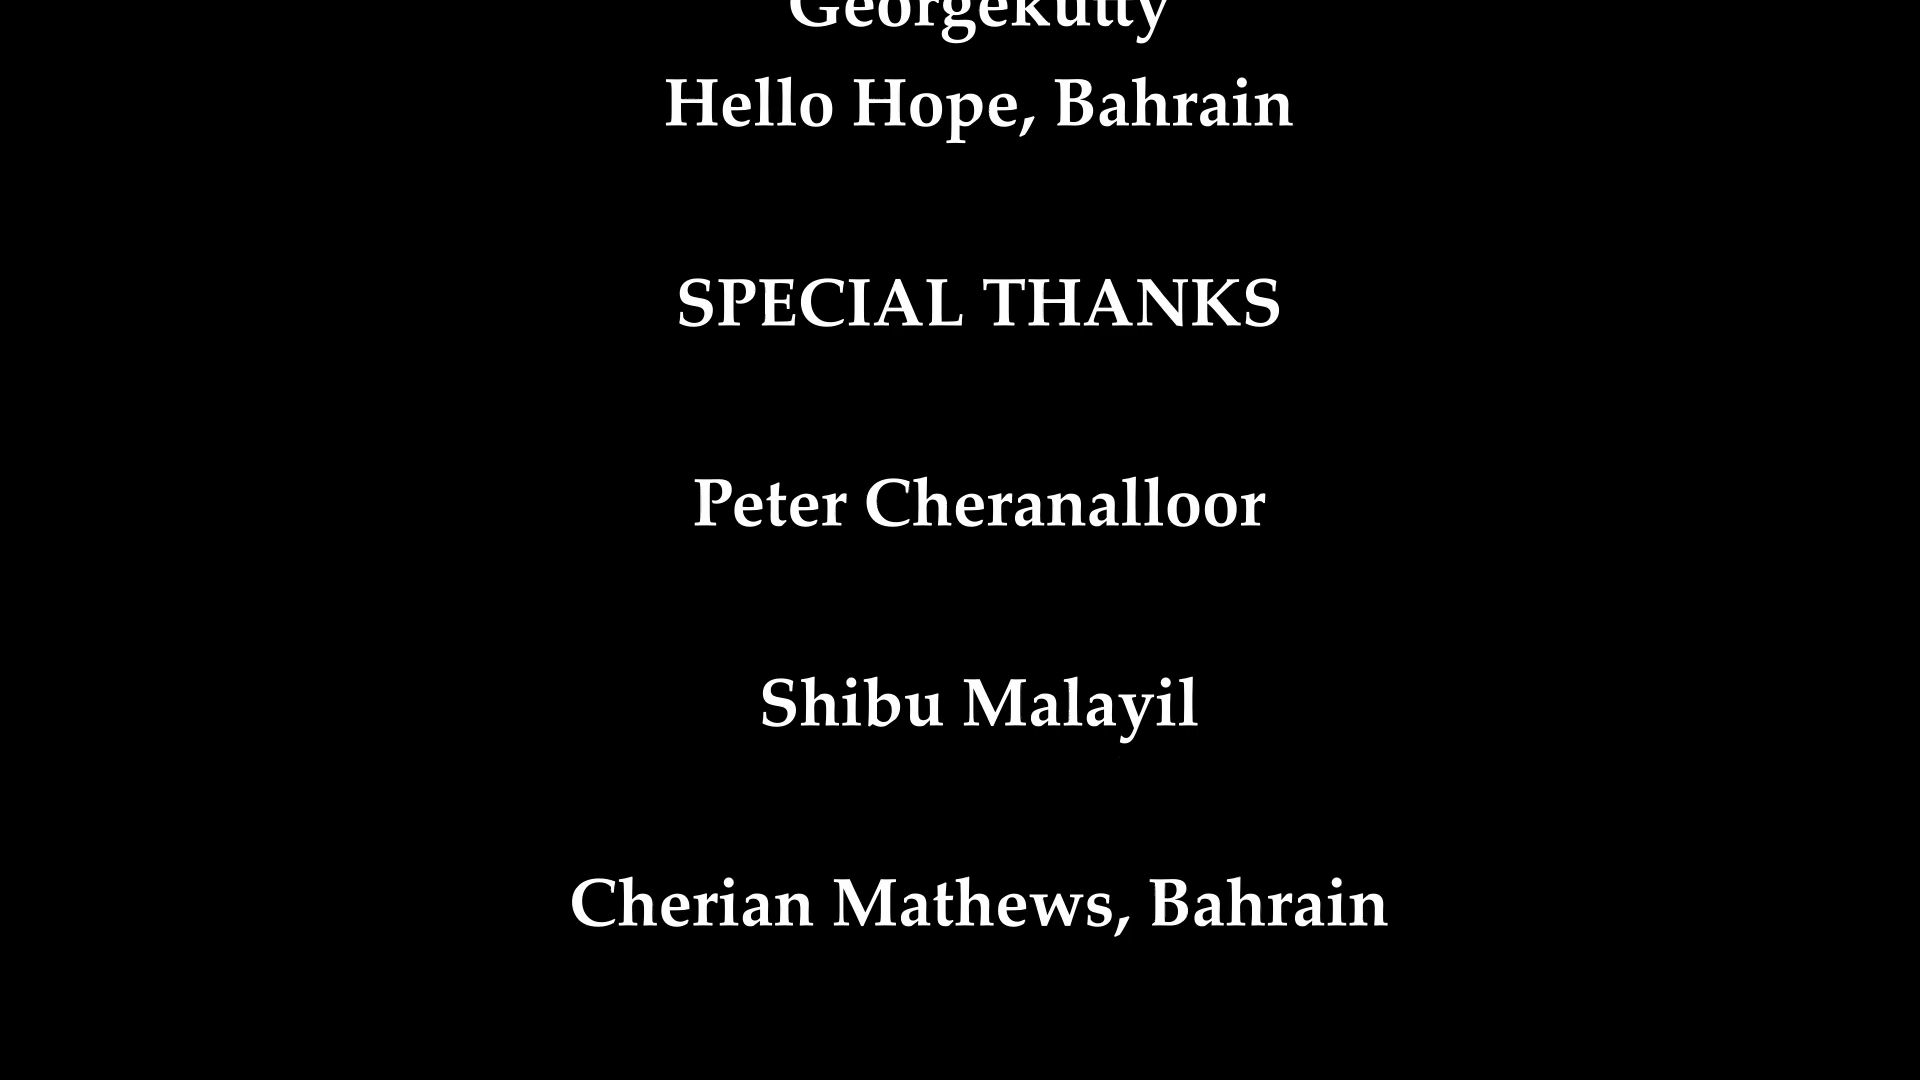 Georgekutty
Hello Hope, Bahrain
SPECIAL THANKS
Peter Cheranalloor
Shibu Malayil
Cherian Mathews, Bahrain